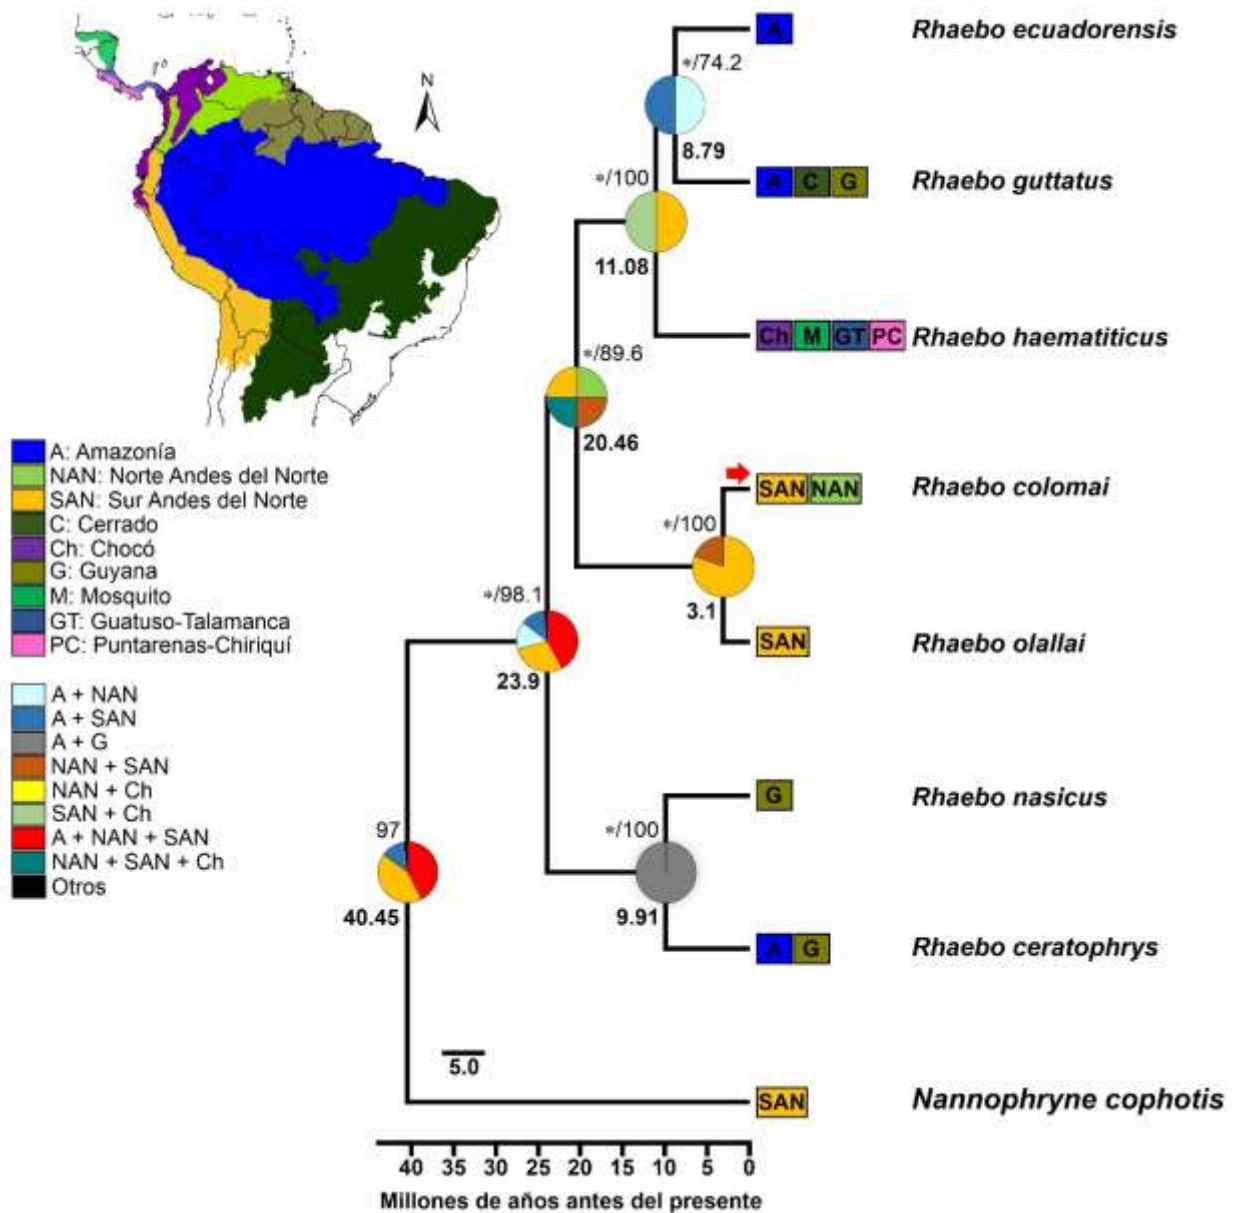 N
A: Amazonía
NAN: Norte Andes del Norte
SAN: Sur Andes del Norte
C: Cerrado
Ch: Chocó
G: Guyana
M: Mosquito
GT: Guatuso-Talamanca
PC: Puntarenas-Chiriquí
A + NAN
A + SAN
A + G
NAN + SAN
NAN + Ch
SAN + Ch
A + NAN + SAN
NAN + SAN + Ch
Otros
A Rhaebo ecuadorensis
*/74.2
8.79
A C G Rhaebo guttatus
*/100
11.08
Ch M GT PC Rhaebo haematiticus
*/89.6
20.46
SAN NAN Rhaebo colomai
*/100
3.1
SAN Rhaebo olallai
*/98.1
23.9
G Rhaebo nasicus
*/100
9.91
A G Rhaebo ceratophrys
97
40.45
5.0
SAN Nannophryne cophotis
40 35 30 25 20 15 10 5 0
Millones de años antes del presente